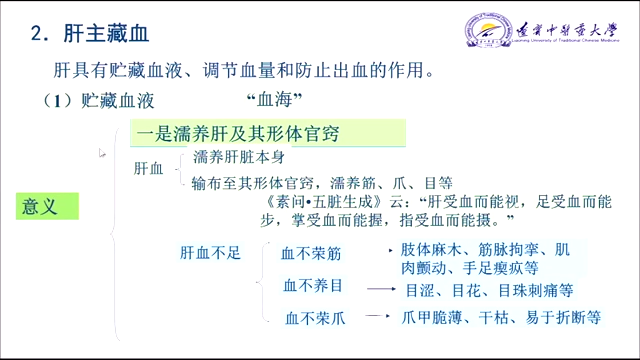 2．肝主藏血
遼寧中醫藥大學
Liaoning University of Traditional Chinese Medicine
肝具有贮藏血液、调节血量和防止出血的作用。
（1）贮藏血液 “血海”
一是濡养肝及其形体官窍
肝血
濡养肝脏本身
输布至其形体官窍，濡养筋、爪、目等
意义
《素问•五脏生成》云：“肝受血而能视，足受血而能
步，掌受血而能握，指受血而能摄。”
肝血不足
血不荣筋
肢体麻木、筋脉拘挛、肌
肉颤动、手足瘈疭等
血不养目
目涩、目花、目珠刺痛等
血不荣爪
爪甲脆薄、干枯、易于折断等